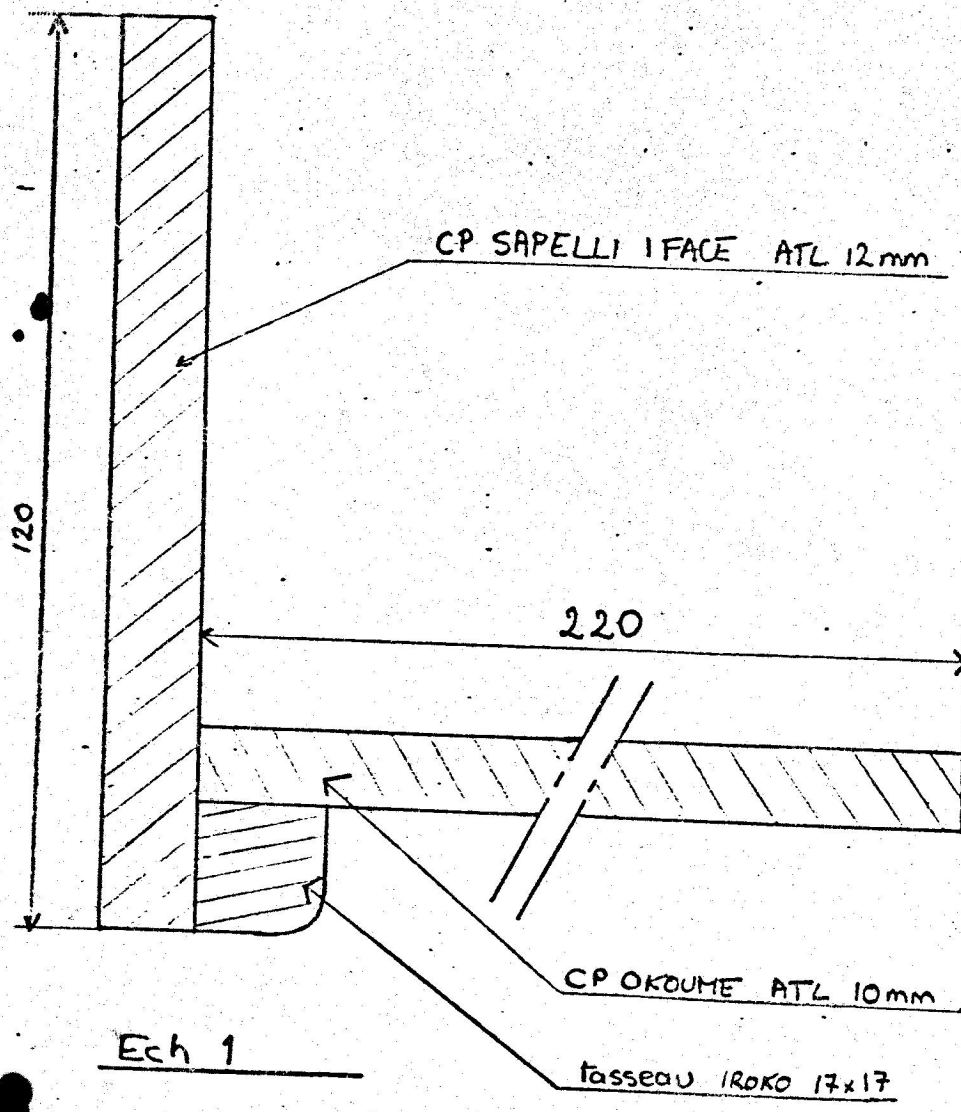 CP SAPELLI 1 FACE ATL 12mm
120
220
CP OKOUME ATL 10mm
Ech 1
tasseau IROKO 17x17